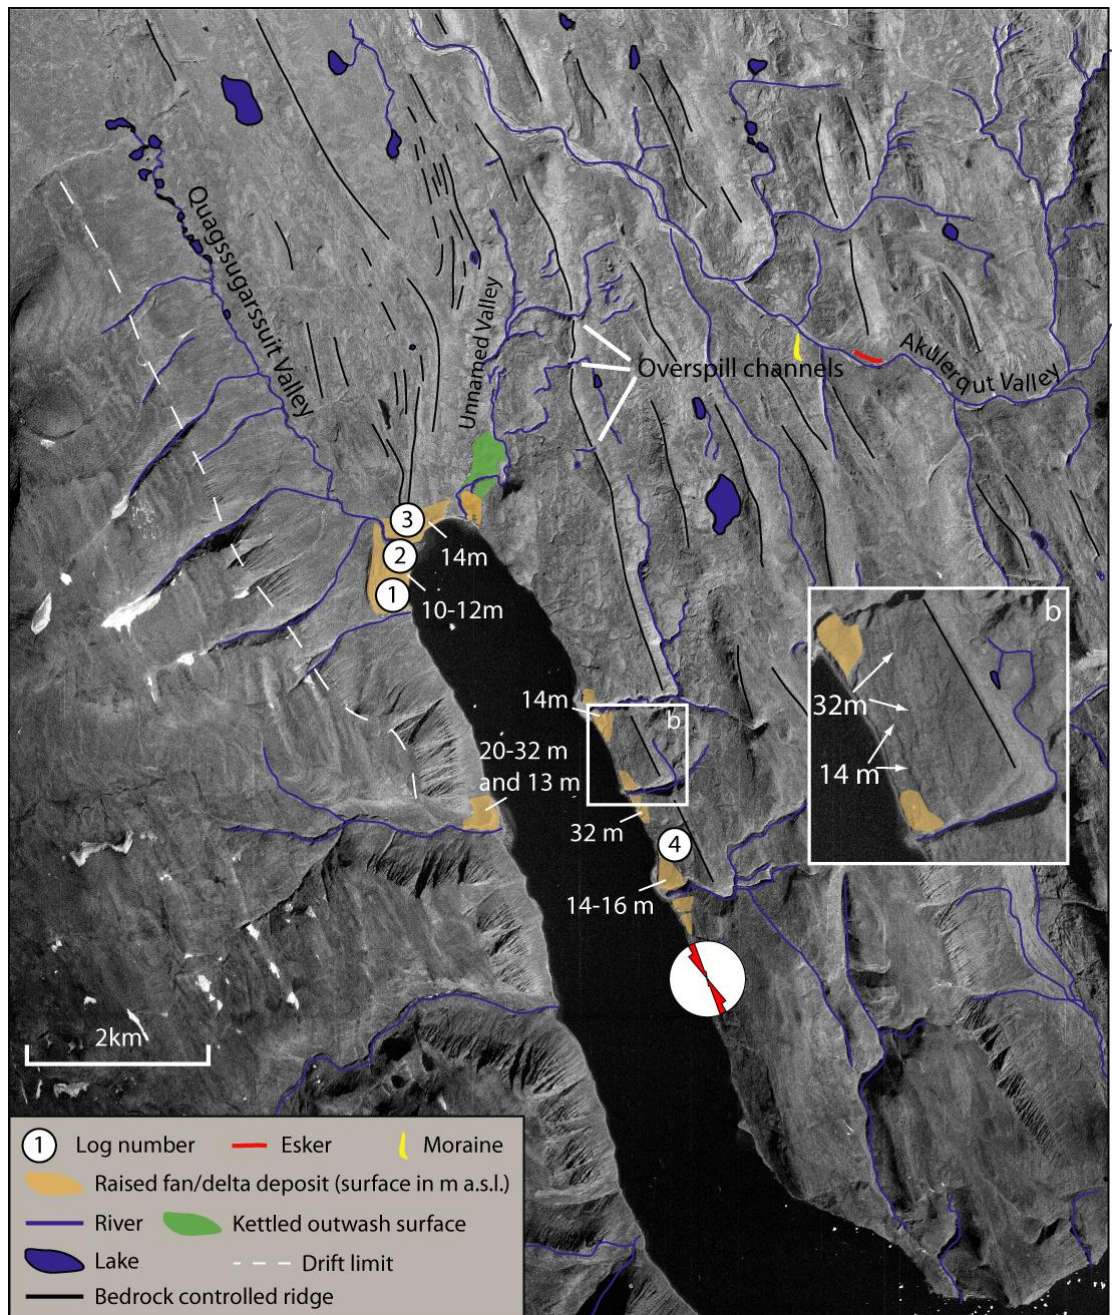 Quagssugarssuit Valley
Unnamed Valley
Overspill channels
Akulerqut Valley
3
14m
2
10-12m
1
b
32m
14 m
14m
b
20-32 m
and 13 m
32 m
4
14-16 m
2km
1 Log number
Esker
Moraine
Raised fan/delta deposit (surface in m a.s.l.)
River
Kettled outwash surface
Lake
Drift limit
Bedrock controlled ridge